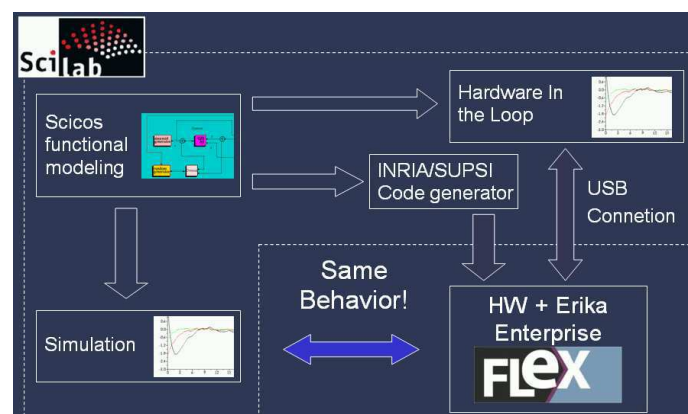 Scilab
Scicos
functional
modeling
Hardware In
the Loop
INRIA/SUPSI
Code generator
USB
Connetion
Same
Behavior!
Simulation
HW + Erika
Enterprise
FLEX